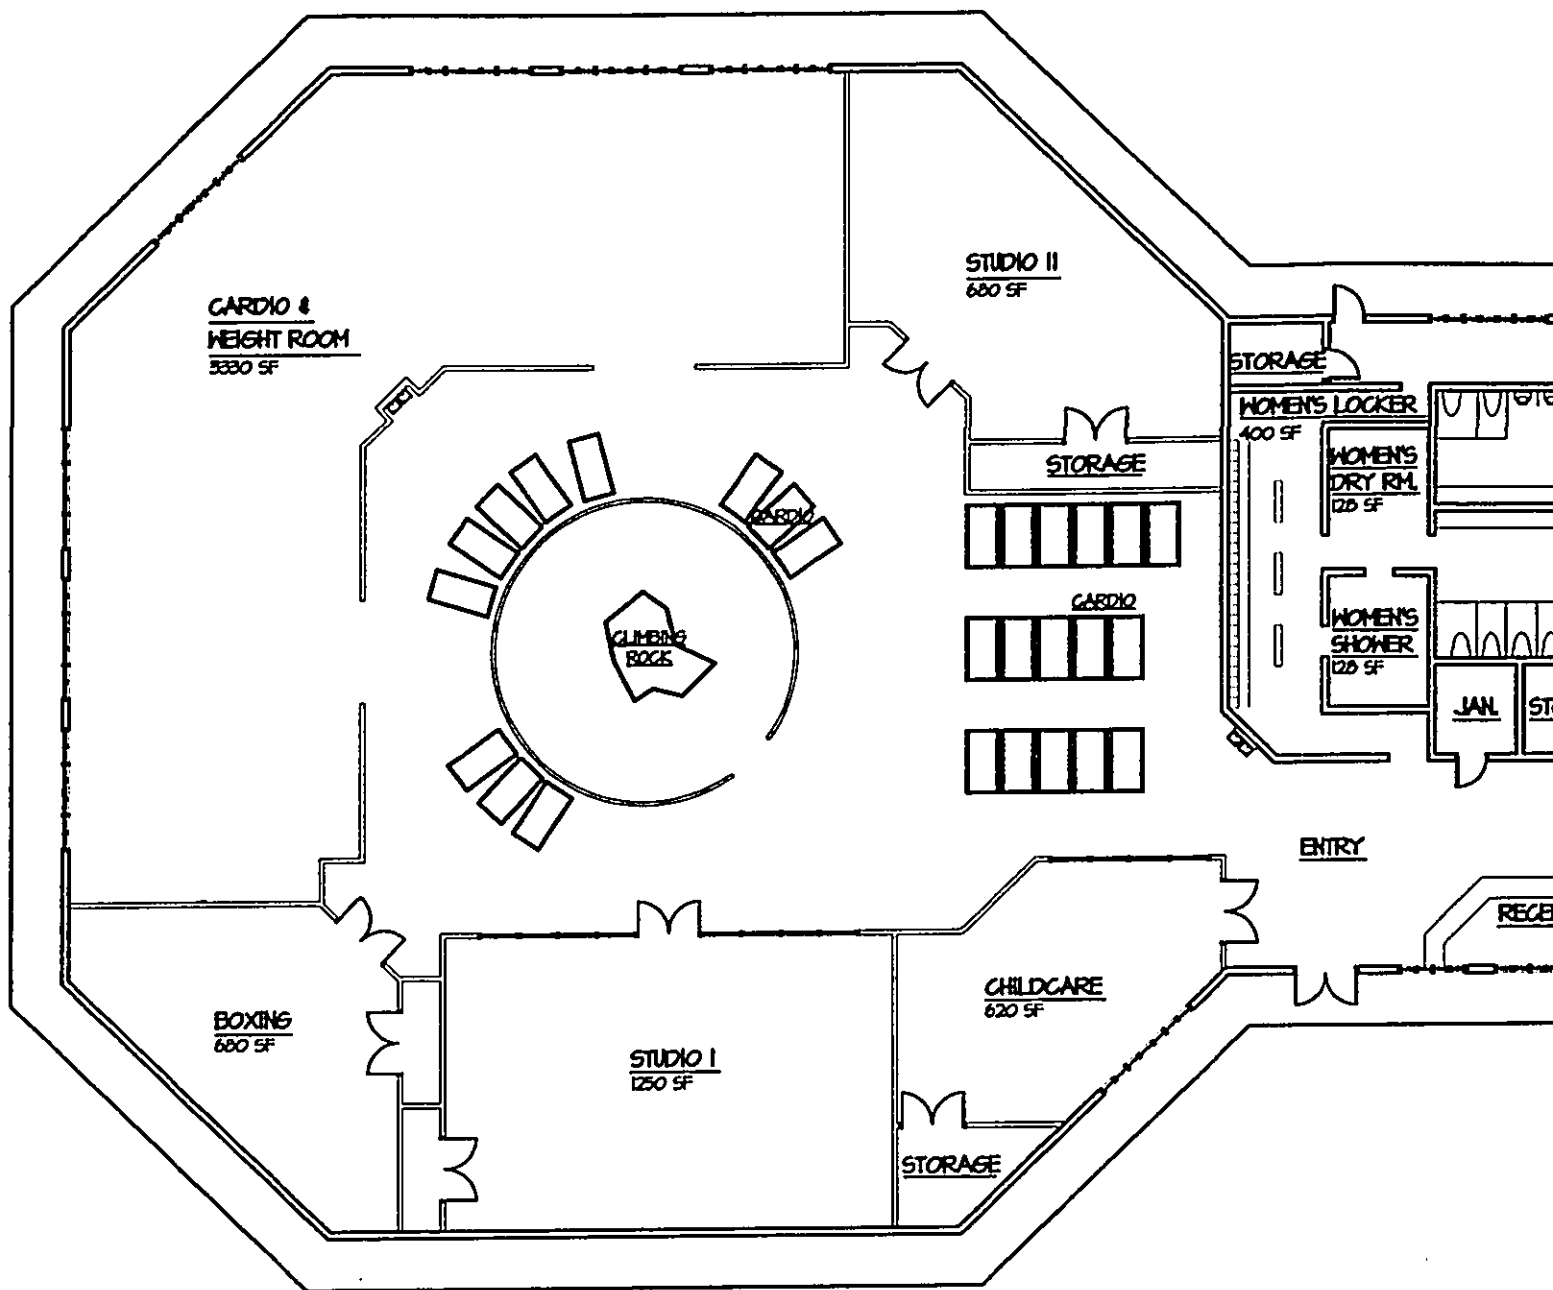 CARDIO &
WEIGHT ROOM
3330 SF
STUDIO II
680 SF
STORAGE
WOMEN'S LOCKER
400 SF
STORAGE
WOMEN'S
DRY RM.
128 SF
CARDIO
CARDIO
CLIMBING
ROCK
WOMEN'S
SHOWER
128 SF
JAN.
STO
ENTRY
RECE
CHILDCARE
620 SF
BOXING
680 SF
STUDIO I
1250 SF
STORAGE